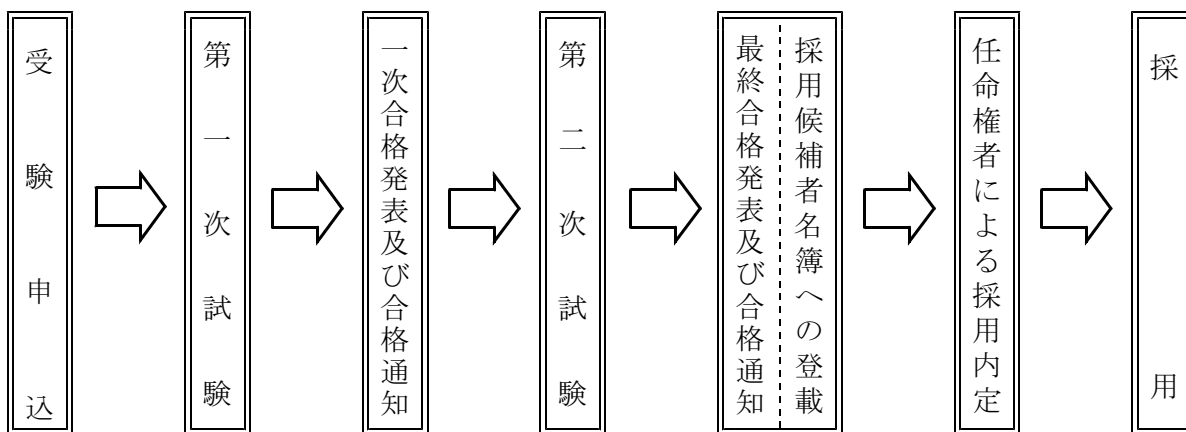 受験申込
第一次試験
一次合格発表及び合格通知
第二次試験
採用候補者名簿への登載
最終合格発表及び合格通知
任命権者による採用内定
採用